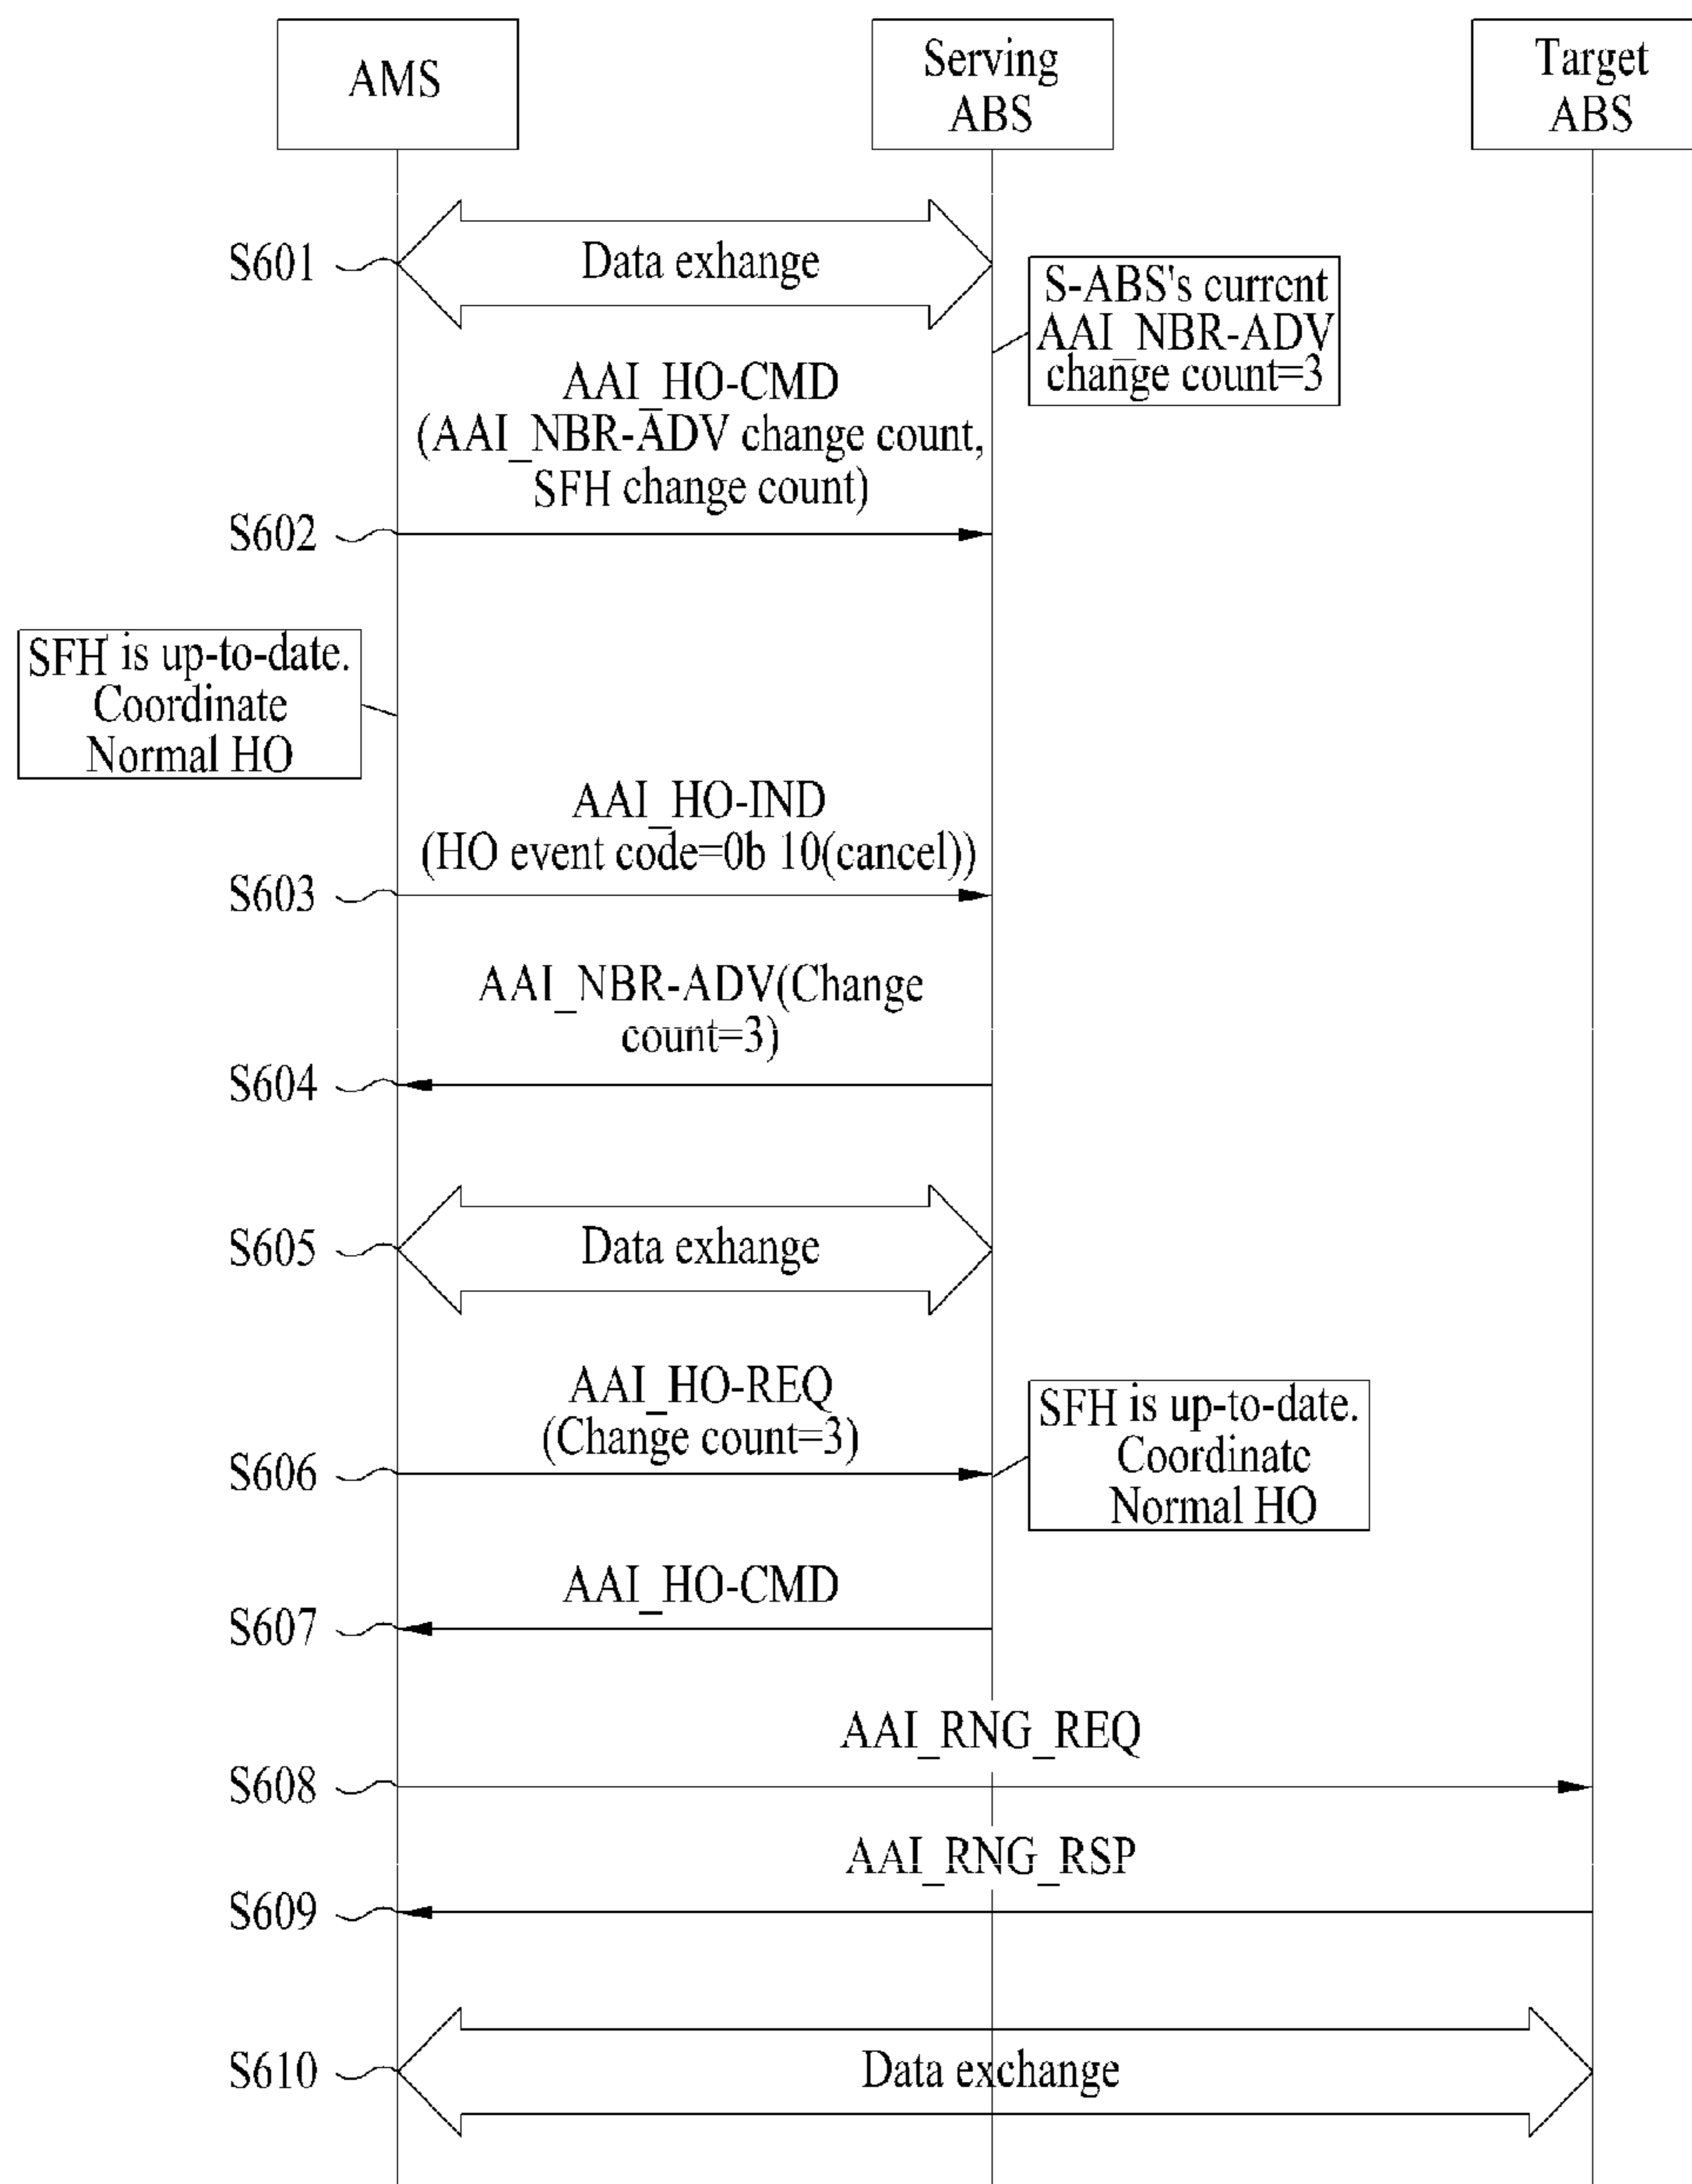 AMS
Serving
ABS
Target
ABS
S601
Data exhange
S-ABS's current
AAI_NBR-ADV
change count=3
AAI_HO-CMD
(AAI_NBR-ADV change count,
SFH change count)
S602
SFH is up-to-date.
Coordinate
Normal HO
AAI_HO-IND
(HO event code=0b 10(cancel))
S603
AAI_NBR-ADV(Change
count=3)
S604
S605
Data exhange
AAI_HO-REQ
(Change count=3)
S606
SFH is up-to-date.
Coordinate
Normal HO
AAI_HO-CMD
S607
AAI_RNG_REQ
S608
AAI_RNG_RSP
S609
S610
Data exchange